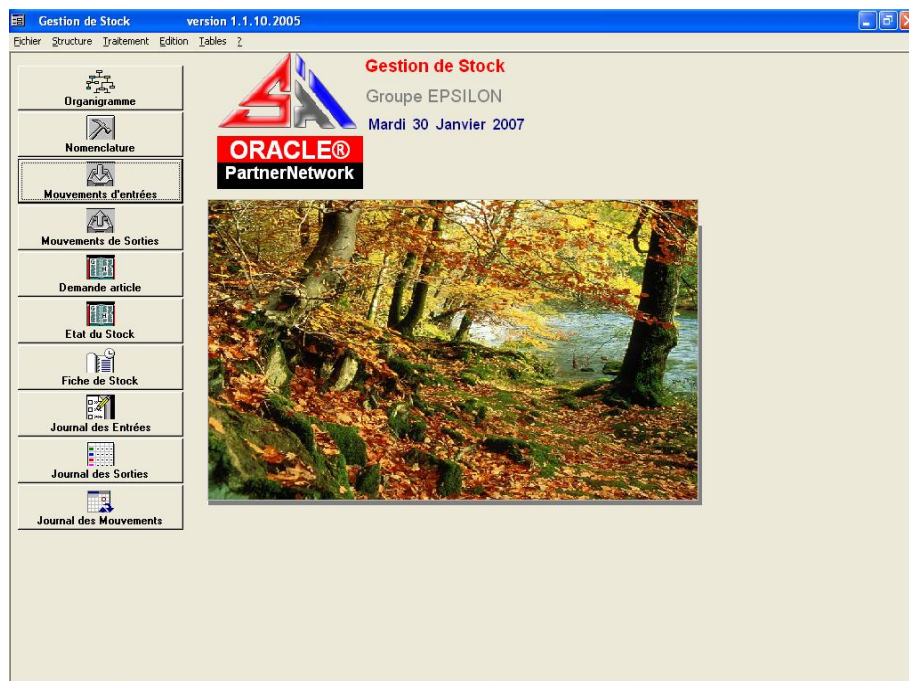 Gestion de Stock version 1.1.10.2005
Fichier Structure Traitement Edition Tables ?
Organigramme
Nomenclature
Mouvements d'entrées
Mouvements de Sorties
Demande article
Etat du Stock
Fiche de Stock
Journal des Entrées
Journal des Sorties
Journal des Mouvements
Gestion de Stock
Groupe EPSILON
Mardi 30 Janvier 2007
ORACLE®
PartnerNetwork